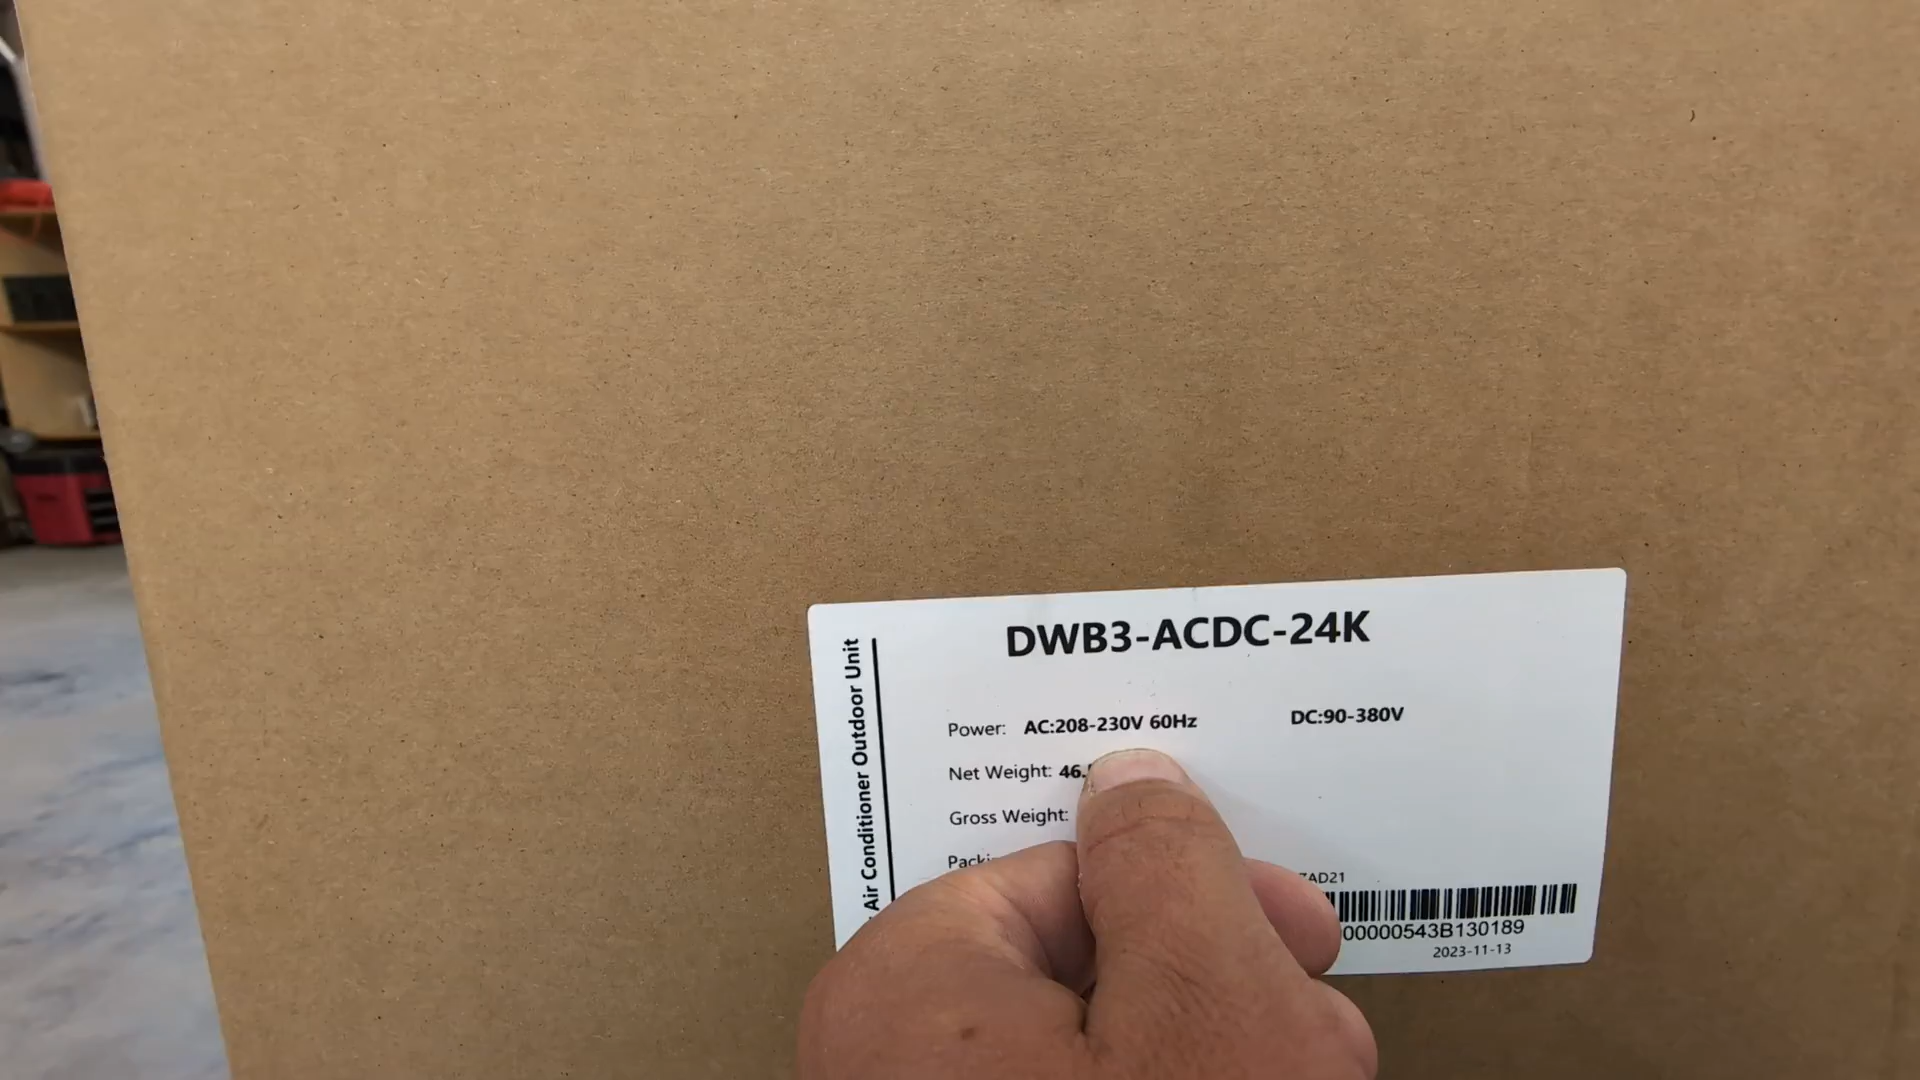 DWB3-ACDC-24K
Air Conditioner Outdoor Unit
Power: AC:208-230V 60Hz DC:90-380V
Net Weight: 46.
Gross Weight:
ZAD21
00000543B130189
2023-11-13